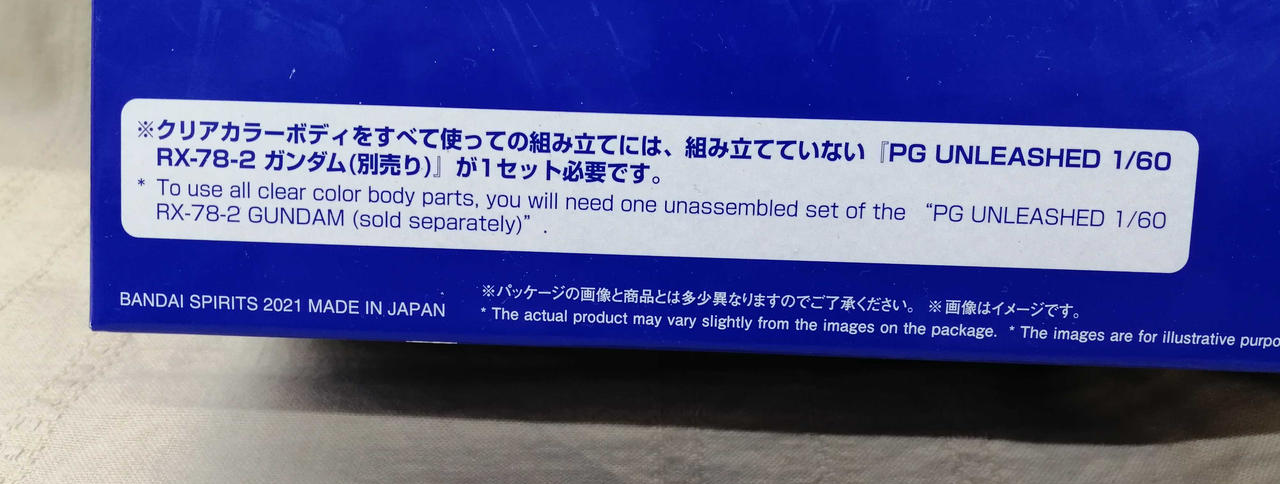 ※クリアカラーボディをすべて使っての組み立てには、組み立てていない『PG UNLEASHED 1/60
RX-78-2 ガンダム(別売り)』が1セット必要です。
* To use all clear color body parts, you will need one unassembled set of the “PG UNLEASHED 1/60
RX-78-2 GUNDAM (sold separately)” .
BANDAI SPIRITS 2021 MADE IN JAPAN
※パッケージの画像と商品とは多少異なりますのでご了承ください。 ※画像はイメージです。
* The actual product may vary slightly from the images on the package. * The images are for illustrative